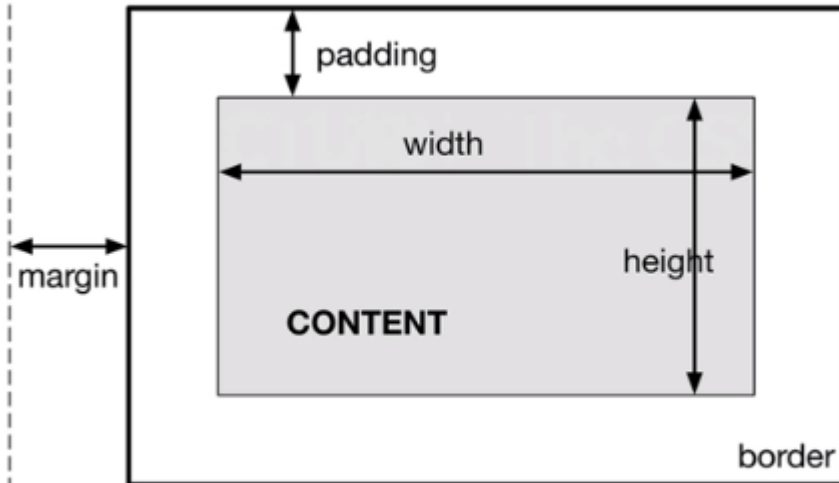 padding
width
margin
height
CONTENT
border